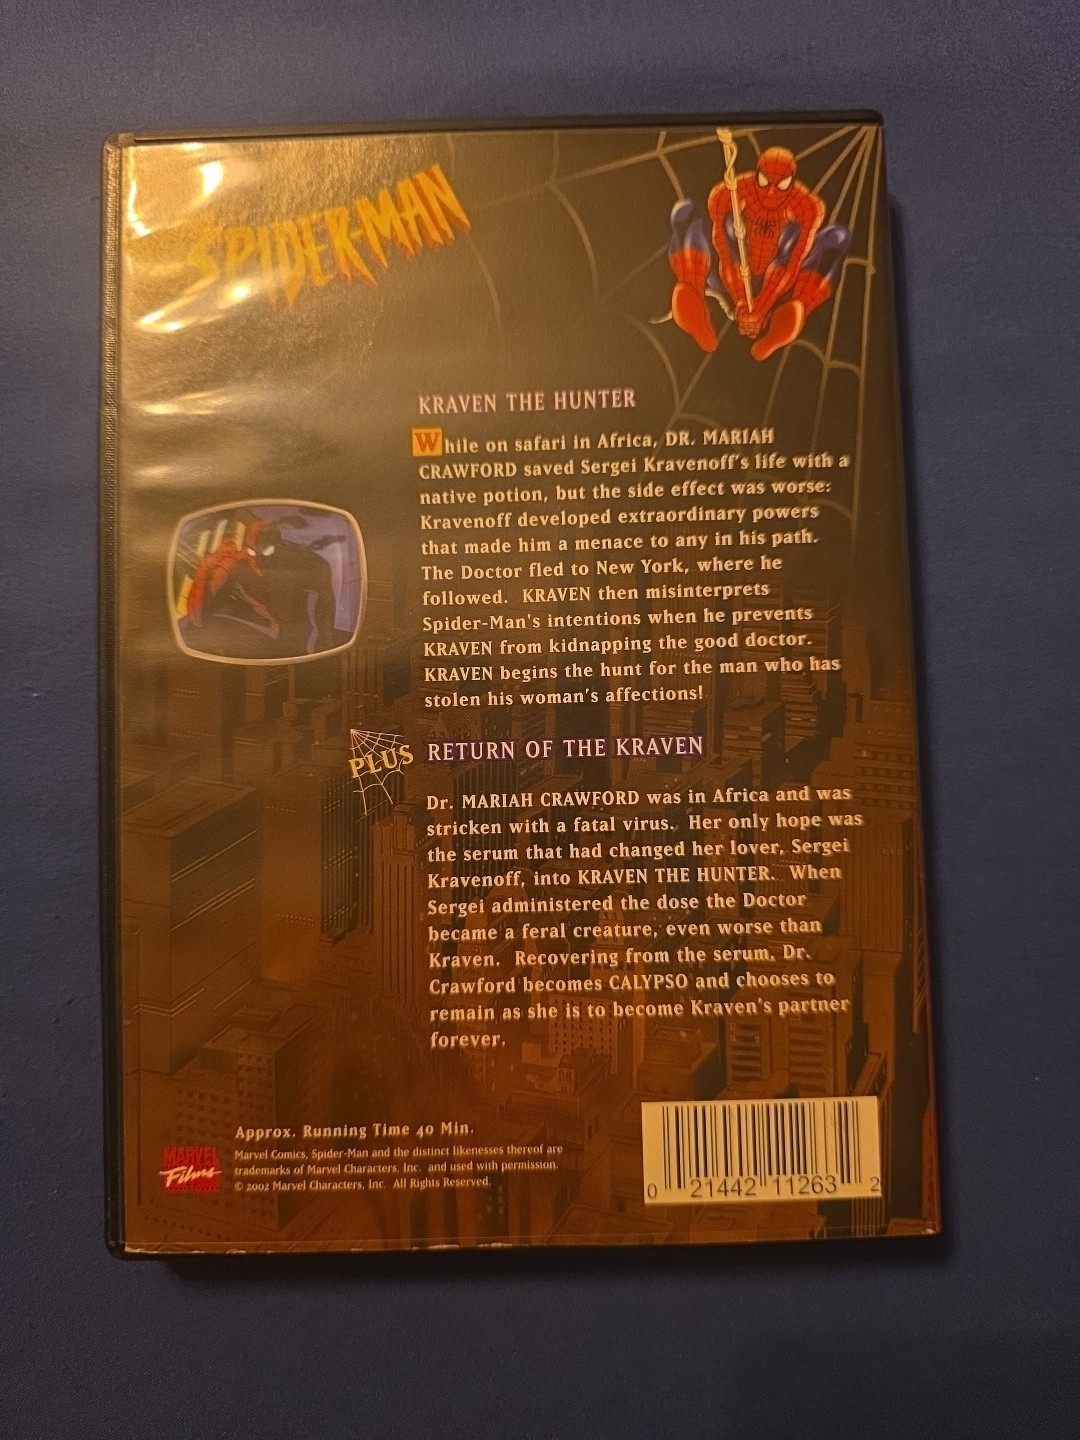 SPIDER-MAN
KRAVEN THE HUNTER
While on safari in Africa, DR. MARIAH
CRAWFORD saved Sergei Kravenoff's life with a
native potion, but the side effect was worse:
Kravenoff developed extraordinary powers
that made him a menace to any in his path.
The Doctor fled to New York, where he
followed. KRAVEN then misinterprets
Spider-Man's intentions when he prevents
KRAVEN from kidnapping the good doctor.
KRAVEN begins the hunt for the man who has
stolen his woman's affections!
PLUS RETURN OF THE KRAVEN
Dr. MARIAH CRAWFORD was in Africa and was
stricken with a fatal virus. Her only hope was
the serum that had changed her lover, Sergei
Kravenoff, into KRAVEN THE HUNTER. When
Sergei administered the dose the Doctor
became a feral creature, even worse than
Kraven. Recovering from the serum, Dr.
Crawford becomes CALYPSO and chooses to
remain as she is to become Kraven's partner
forever.
Approx. Running Time 40 Min.
MARVEL
Films
Marvel Comics, Spider-Man and the distinct likenesses thereof are
trademarks of Marvel Characters, Inc. and used with permission.
© 2002 Marvel Characters, Inc. All Rights Reserved.
0 21442 11263 2